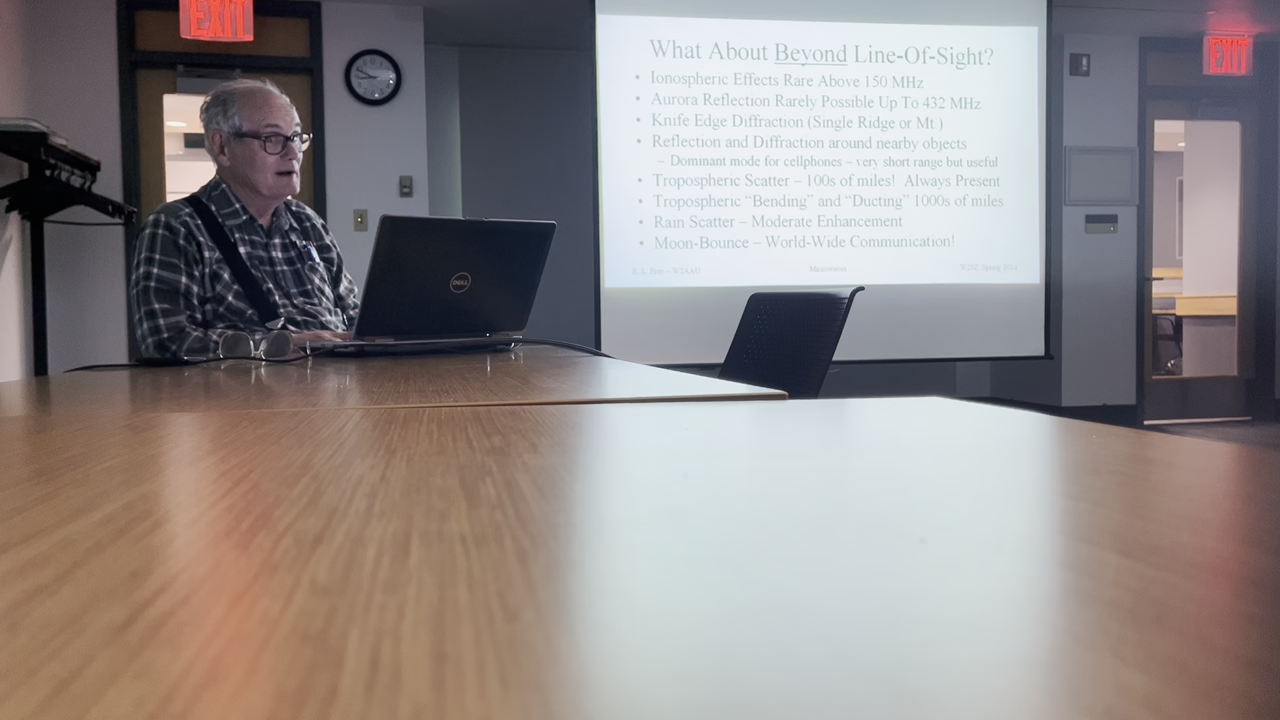 EXIT
EXIT
What About Beyond Line-Of-Sight?
• Ionospheric Effects Rare Above 150 MHz
• Aurora Reflection Rarely Possible Up To 432 MHz
• Knife Edge Diffraction (Single Ridge or Mt.)
• Reflection and Diffraction around nearby objects
– Dominant mode for cellphones – very short range but useful
• Tropospheric Scatter – 100s of miles! Always Present
• Tropospheric “Bending” and “Ducting” 1000s of miles
• Rain Scatter – Moderate Enhancement
• Moon-Bounce – World-Wide Communication!
Microwaves
Spring
DELL